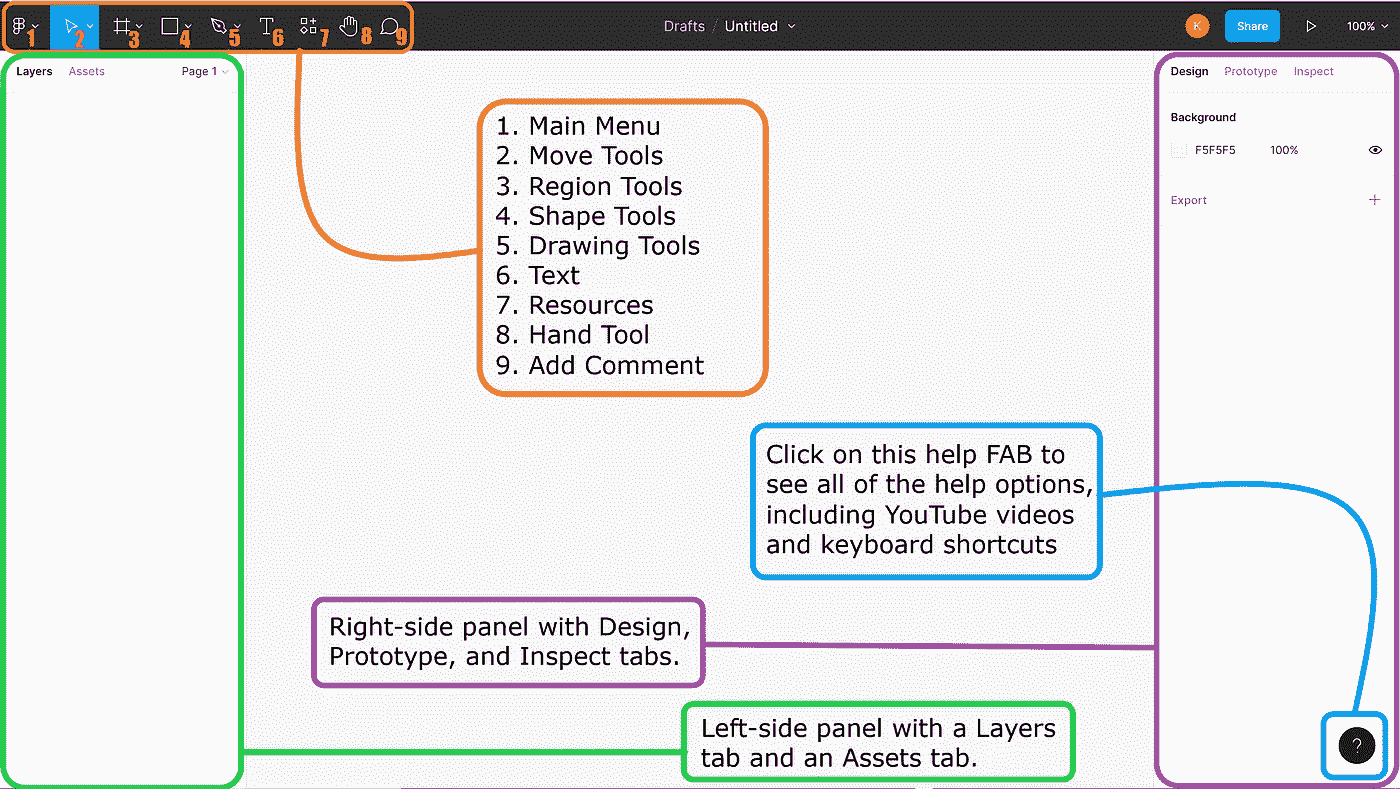 1 2 3 4 5 6 7 8 9
Drafts / Untitled
K
Share
100%
Layers Assets Page 1
Design Prototype Inspect
Background
F5F5F5 100%
Export
1. Main Menu
2. Move Tools
3. Region Tools
4. Shape Tools
5. Drawing Tools
6. Text
7. Resources
8. Hand Tool
9. Add Comment
Click on this help FAB to
see all of the help options,
including YouTube videos
and keyboard shortcuts
Right-side panel with Design,
Prototype, and Inspect tabs.
Left-side panel with a Layers
tab and an Assets tab.
?